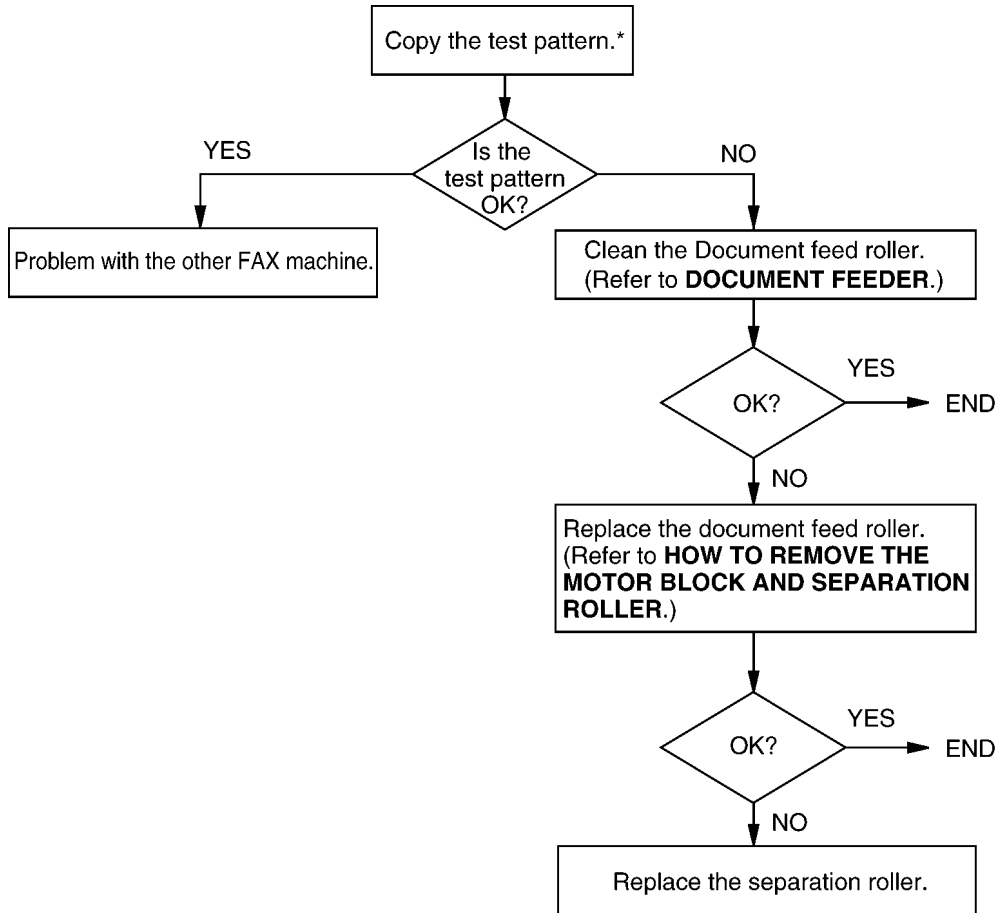 Copy the test pattern.*
YES
Is the
test pattern
OK?
NO
Problem with the other FAX machine.
Clean the Document feed roller.
(Refer to DOCUMENT FEEDER.)
OK?
YES
END
NO
Replace the document feed roller.
(Refer to HOW TO REMOVE THE
MOTOR BLOCK AND SEPARATION
ROLLER.)
OK?
YES
END
NO
Replace the separation roller.